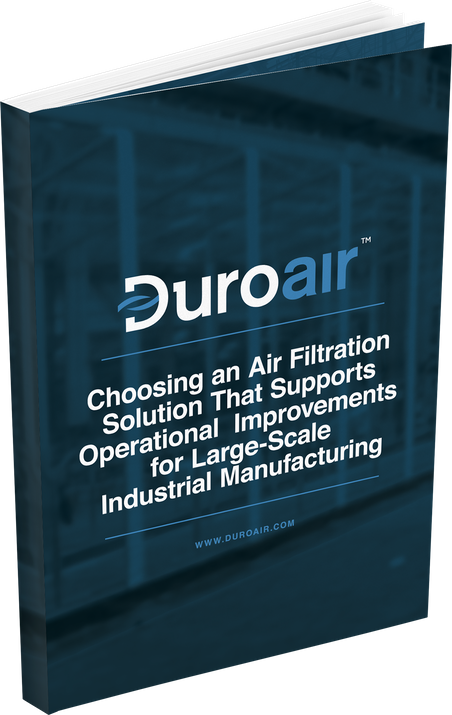 Duroair™
Choosing an Air Filtration
Solution That Supports
Operational Improvements
for Large-Scale
Industrial Manufacturing
WWW.DUROAIR.COM